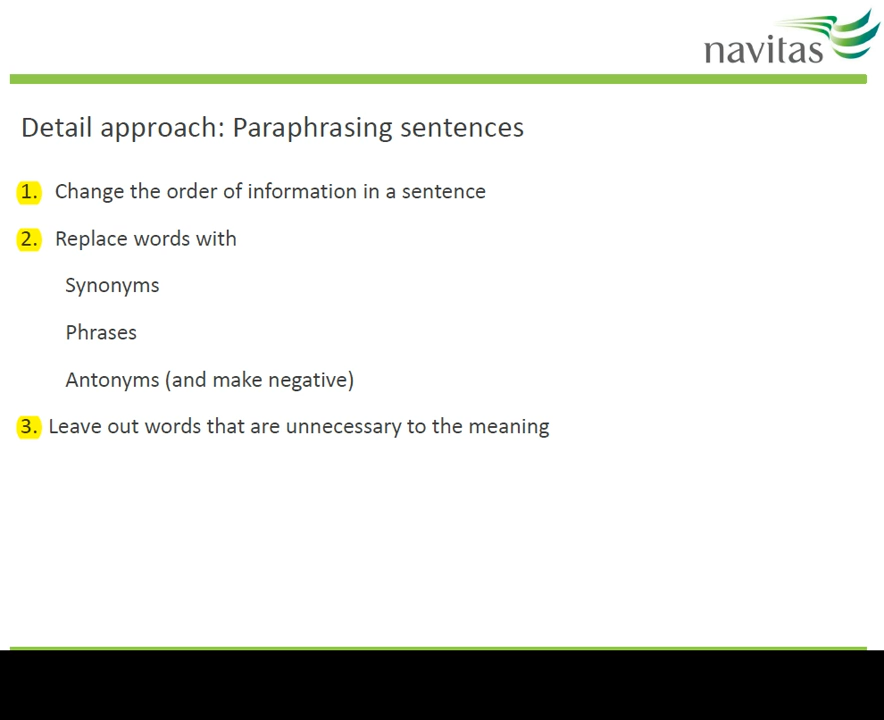 navitas
Detail approach: Paraphrasing sentences
1. Change the order of information in a sentence
2. Replace words with
Synonyms
Phrases
Antonyms (and make negative)
3. Leave out words that are unnecessary to the meaning